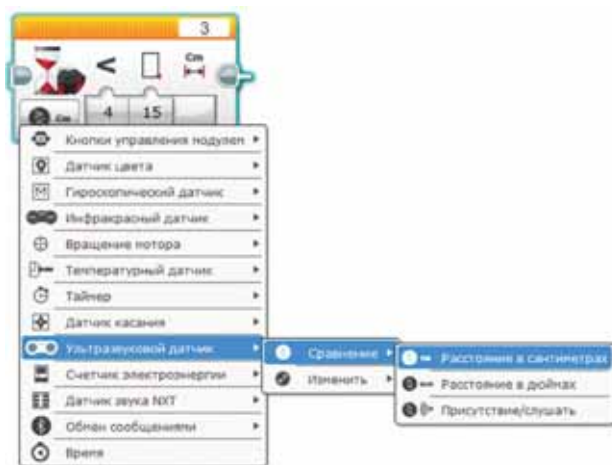 3
< Cm
Cm 4 15
Кнопки управления модулем
Датчик цвета
Гироскопический датчик
Инфракрасный датчик
Вращение мотора
Температурный датчик
Таймер
Датчик касания
Ультразвуковой датчик
Сравнение
Расстояние в сантиметрах
Счетчик электроэнергии
Изменить
Расстояние в дюймах
Датчик звука NXT
Присутствие/слушать
Обмен сообщениями
Время